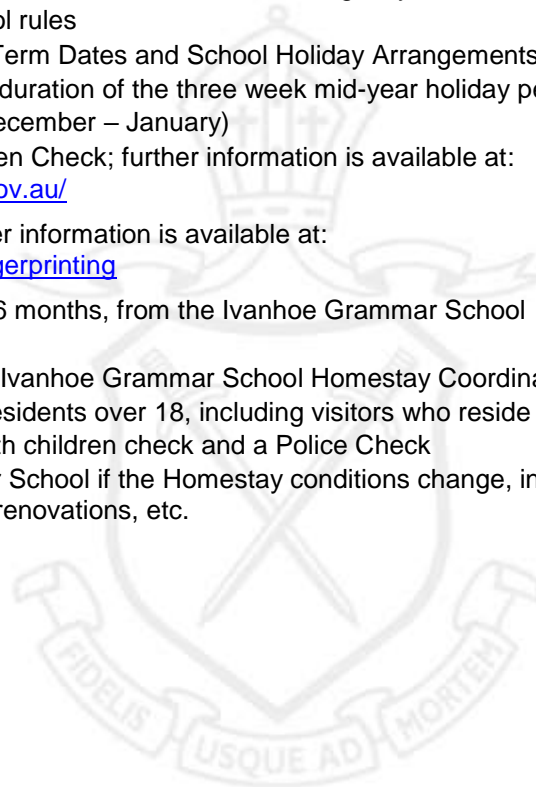 ol rules
Term Dates and School Holiday Arrangements
duration of the three week mid-year holiday pe
ecember – January)
en Check; further information is available at:
ov.au/
er information is available at:
gerprinting
6 months, from the Ivanhoe Grammar School
Ivanhoe Grammar School Homestay Coordina
esidents over 18, including visitors who reside
th children check and a Police Check
r School if the Homestay conditions change, in
renovations, etc.
FIDELIS USQUE AD MORTEM